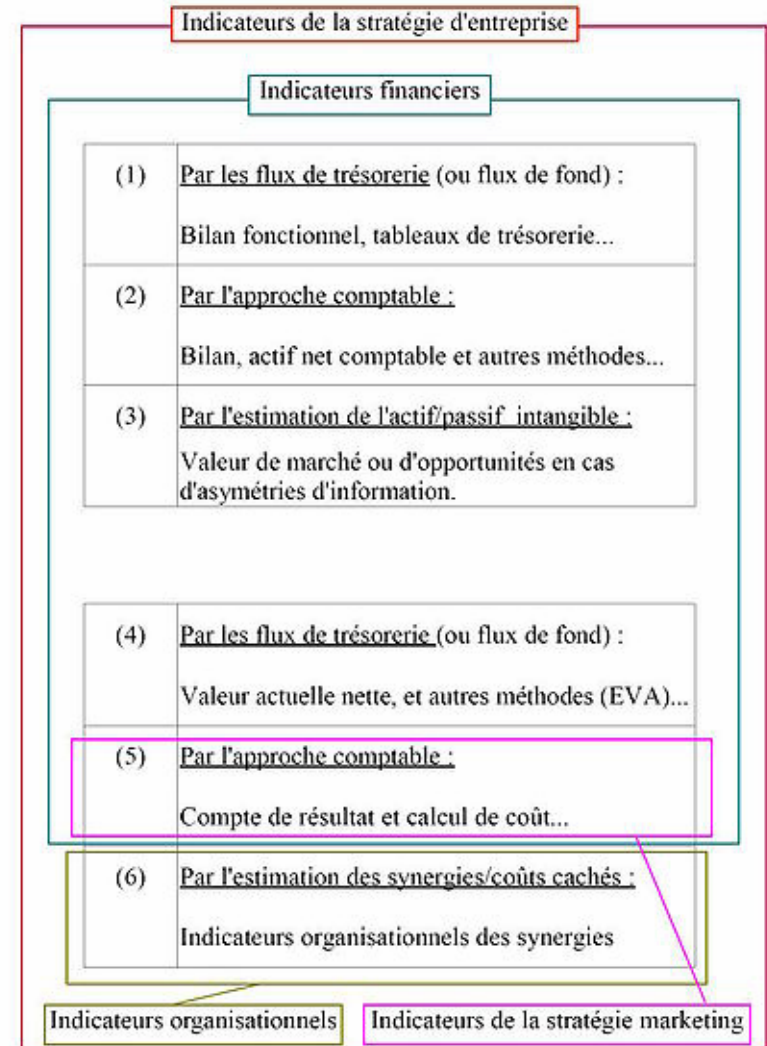 Indicateurs de la stratégie d'entreprise
Indicateurs financiers
(1) Par les flux de trésorerie (ou flux de fond) :
Bilan fonctionnel, tableaux de trésorerie...
(2) Par l'approche comptable :
Bilan, actif net comptable et autres méthodes...
(3) Par l'estimation de l'actif/passif intangible :
Valeur de marché ou d'opportunités en cas
d'asymétries d'information.
(4) Par les flux de trésorerie (ou flux de fond) :
Valeur actuelle nette, et autres méthodes (EVA)...
(5) Par l'approche comptable :
Compte de résultat et calcul de coût...
(6) Par l'estimation des synergies/coûts cachés :
Indicateurs organisationnels des synergies
Indicateurs organisationnels
Indicateurs de la stratégie marketing